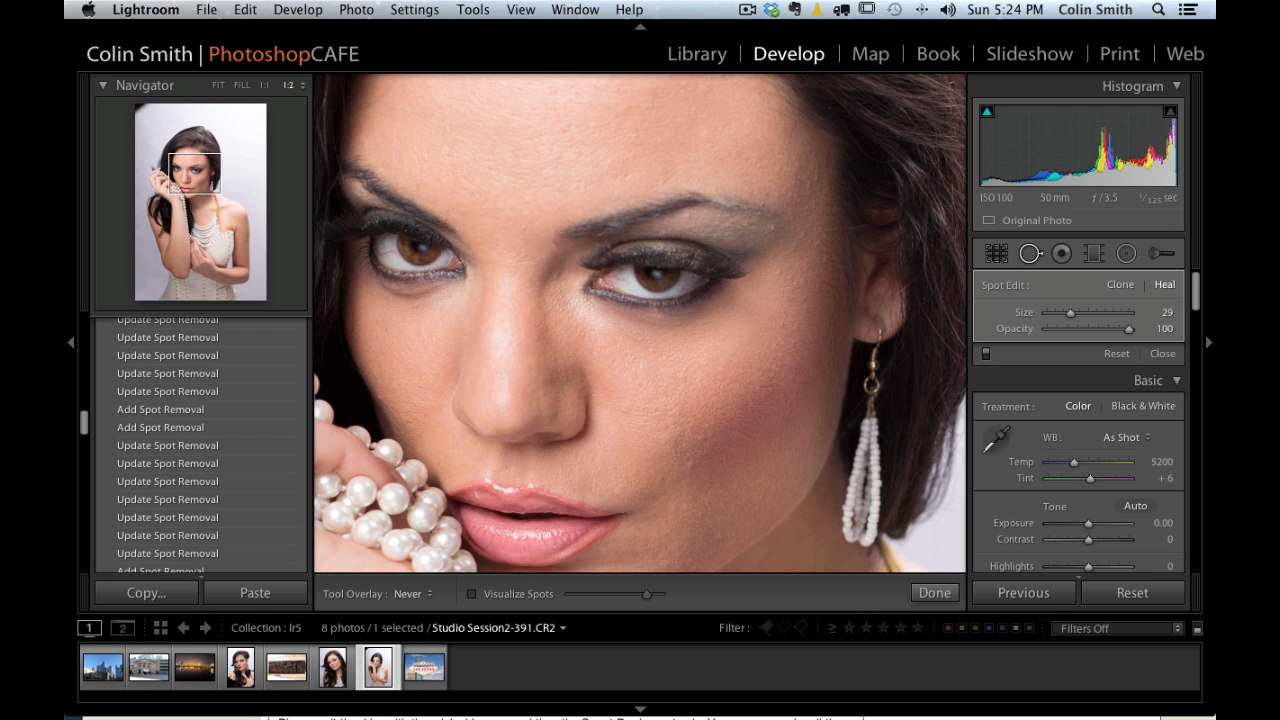 Lightroom File Edit Develop Photo Settings Tools View Window Help Sun 5:24 PM Colin Smith
Colin Smith | PhotoshopCAFE Library | Develop | Map | Book | Slideshow | Print | Web
Navigator FIT FILL 1:1 1:2
Histogram
ISO 100 50 mm ƒ / 3.5 1/125 sec
Original Photo
Spot Edit : Clone | Heal
Size 29
Opacity 100
Reset Close
Basic
Treatment : Color | Black & White
WB: As Shot
Temp 5200
Tint + 6
Tone Auto
Exposure 0.00
Contrast 0
Highlights 0
Update Spot Removal
Update Spot Removal
Update Spot Removal
Update Spot Removal
Update Spot Removal
Add Spot Removal
Add Spot Removal
Update Spot Removal
Update Spot Removal
Update Spot Removal
Update Spot Removal
Update Spot Removal
Update Spot Removal
Update Spot Removal
Add Spot Removal
Copy... Paste
Tool Overlay : Never Visualize Spots Done
Previous Reset
1 2 Collection : lr5 8 photos / 1 selected / Studio Session2-391.CR2 Filter : ≥ Filters Off